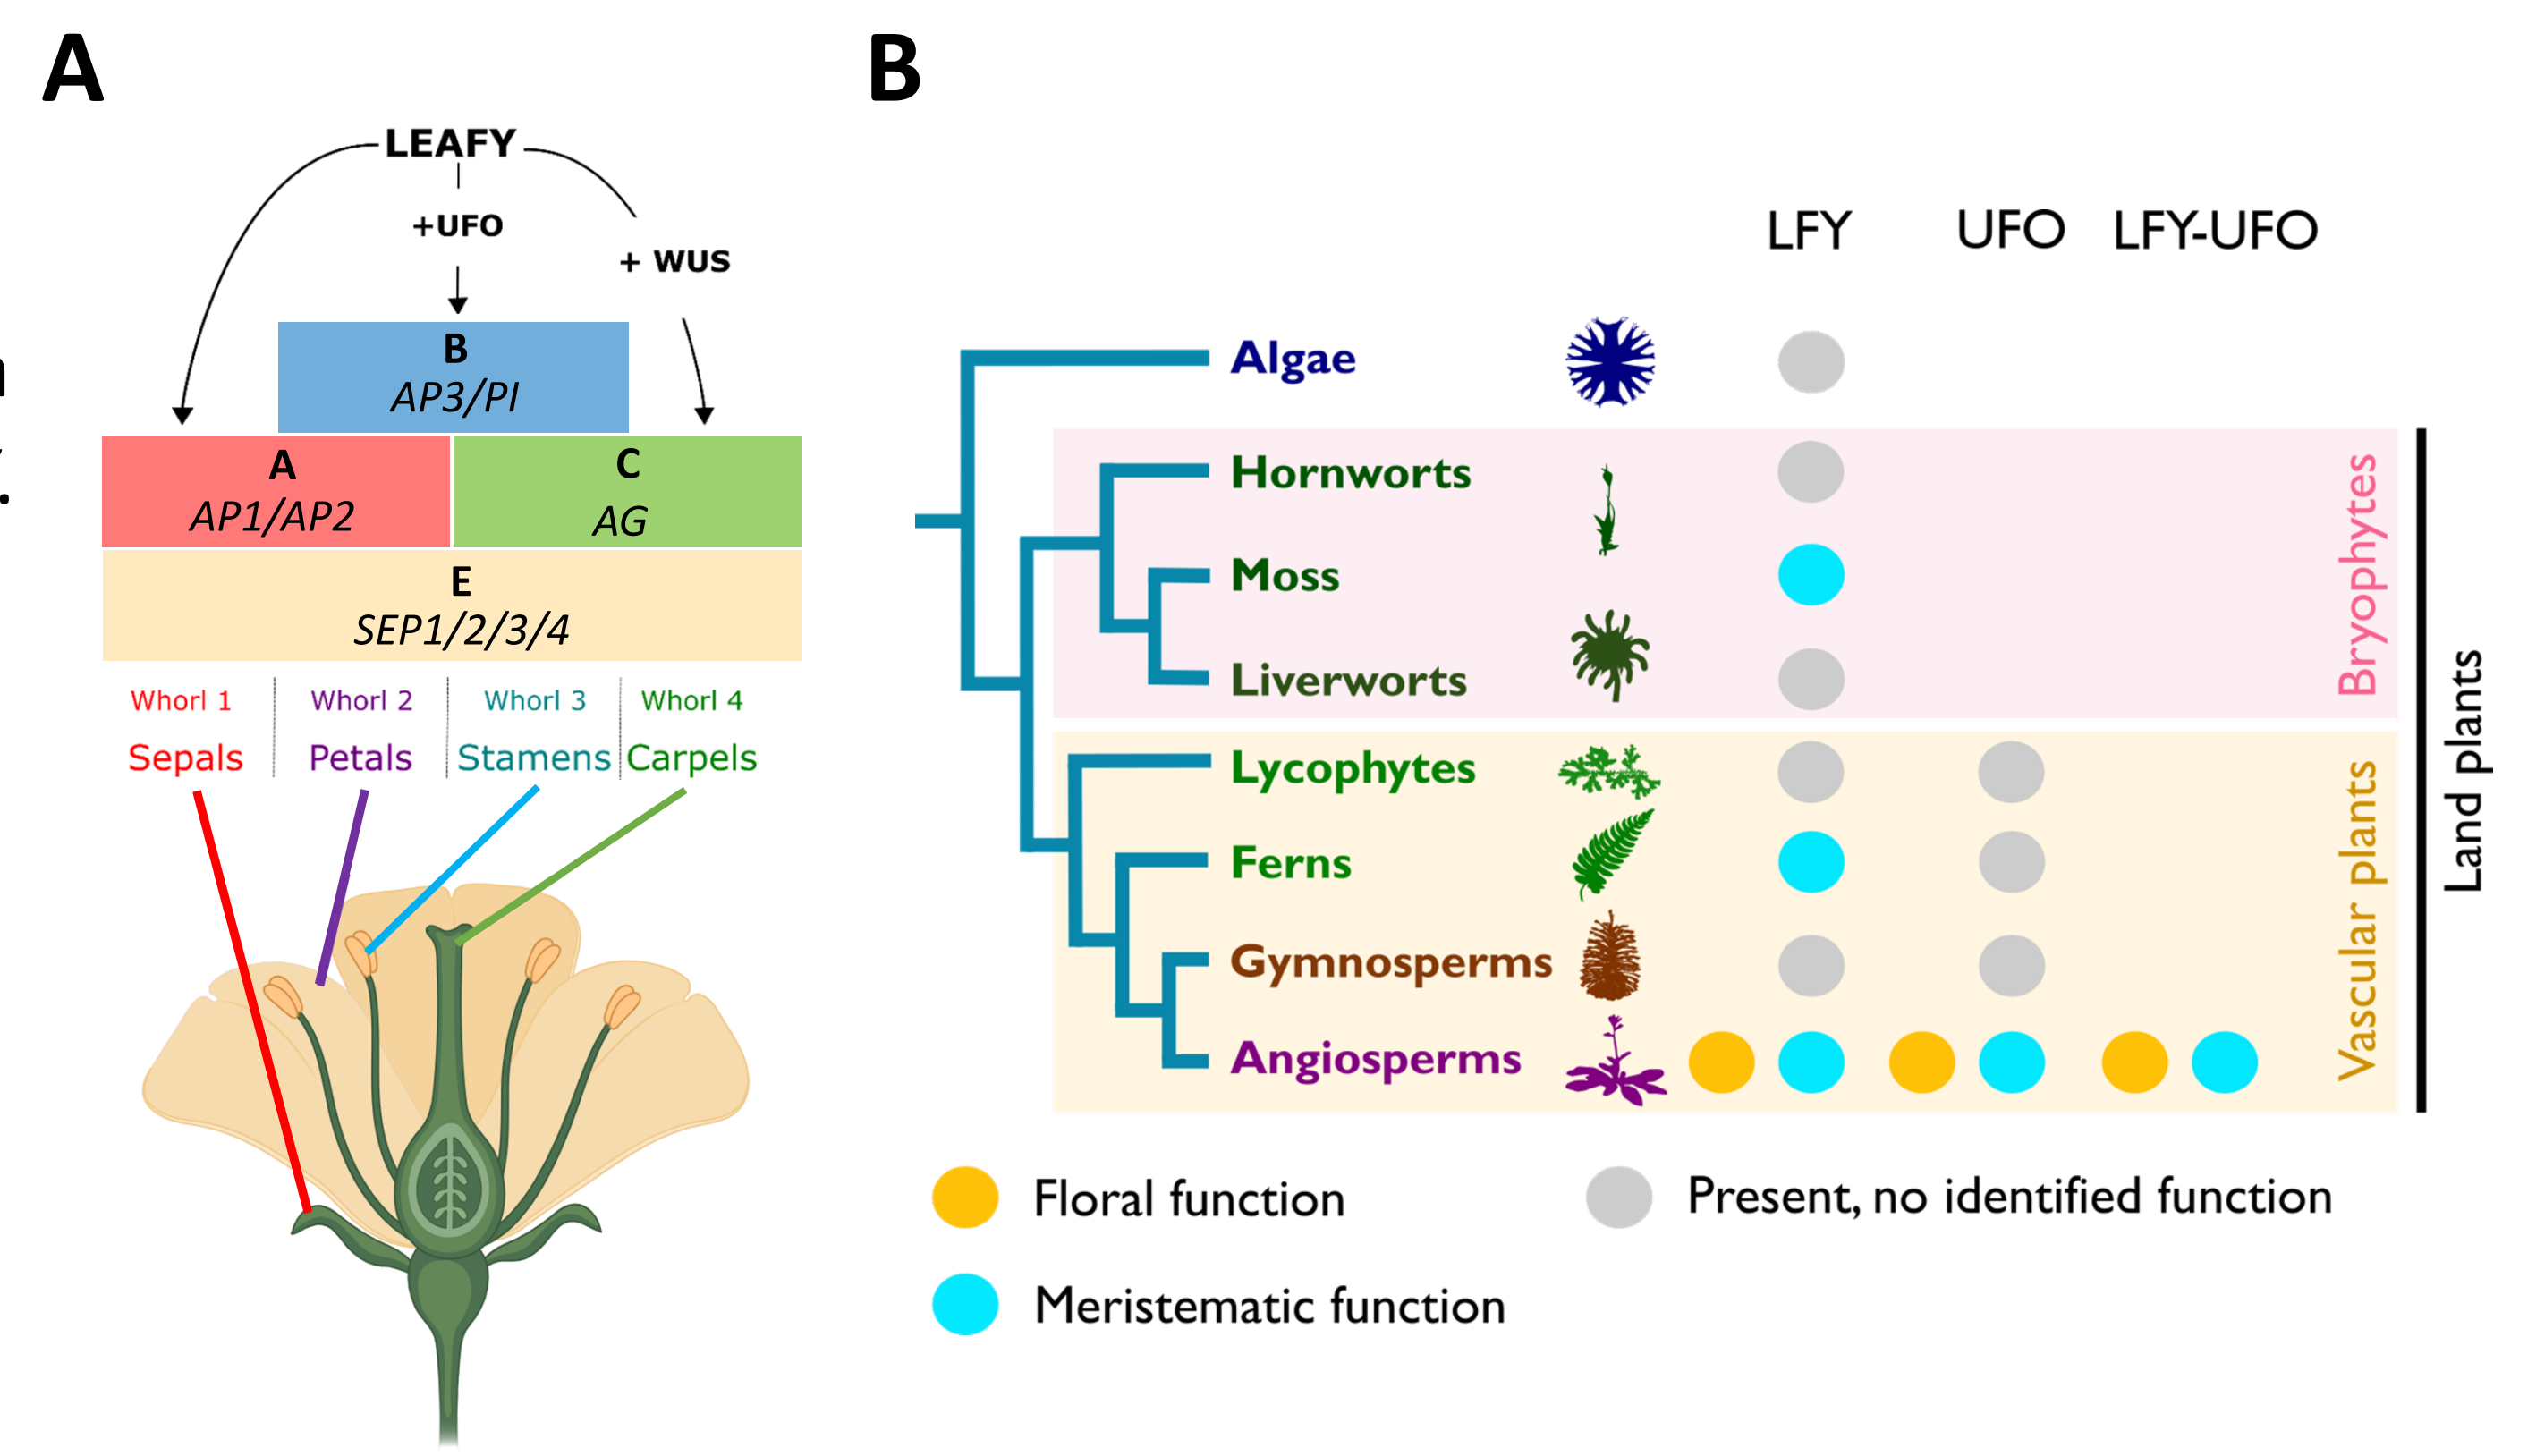 A
LEAFY
+UFO
+ WUS
B
AP3/PI
A
AP1/AP2
C
AG
E
SEP1/2/3/4
Whorl 1
Whorl 2
Whorl 3
Whorl 4
Sepals
Petals
Stamens
Carpels
B
LFY
UFO
LFY-UFO
Algae
Hornworts
Moss
Liverworts
Lycophytes
Ferns
Gymnosperms
Angiosperms
Bryophytes
Vascular plants
Land plants
Floral function
Present, no identified function
Meristematic function